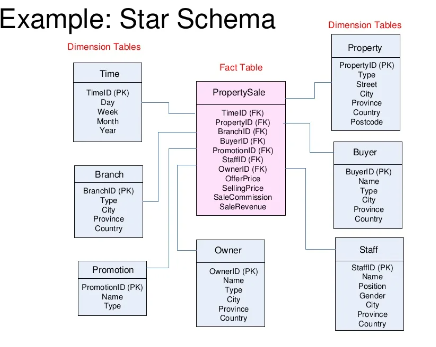 Example: Star Schema
Dimension Tables
Dimension Tables
Fact Table
Time
TimeID (PK)
Day
Week
Month
Year
Branch
BranchID (PK)
Type
City
Province
Country
Promotion
PromotionID (PK)
Name
Type
PropertySale
TimeID (FK)
PropertyID (FK)
BranchID (FK)
BuyerID (FK)
PromotionID (FK)
StaffID (FK)
OwnerID (FK)
OfferPrice
SellingPrice
SaleCommission
SaleRevenue
Owner
OwnerID (PK)
Name
Type
City
Province
Country
Property
PropertyID (PK)
Type
Street
City
Province
Country
Postcode
Buyer
BuyerID (PK)
Name
Type
City
Province
Country
Staff
StaffID (PK)
Name
Position
Gender
City
Province
Country